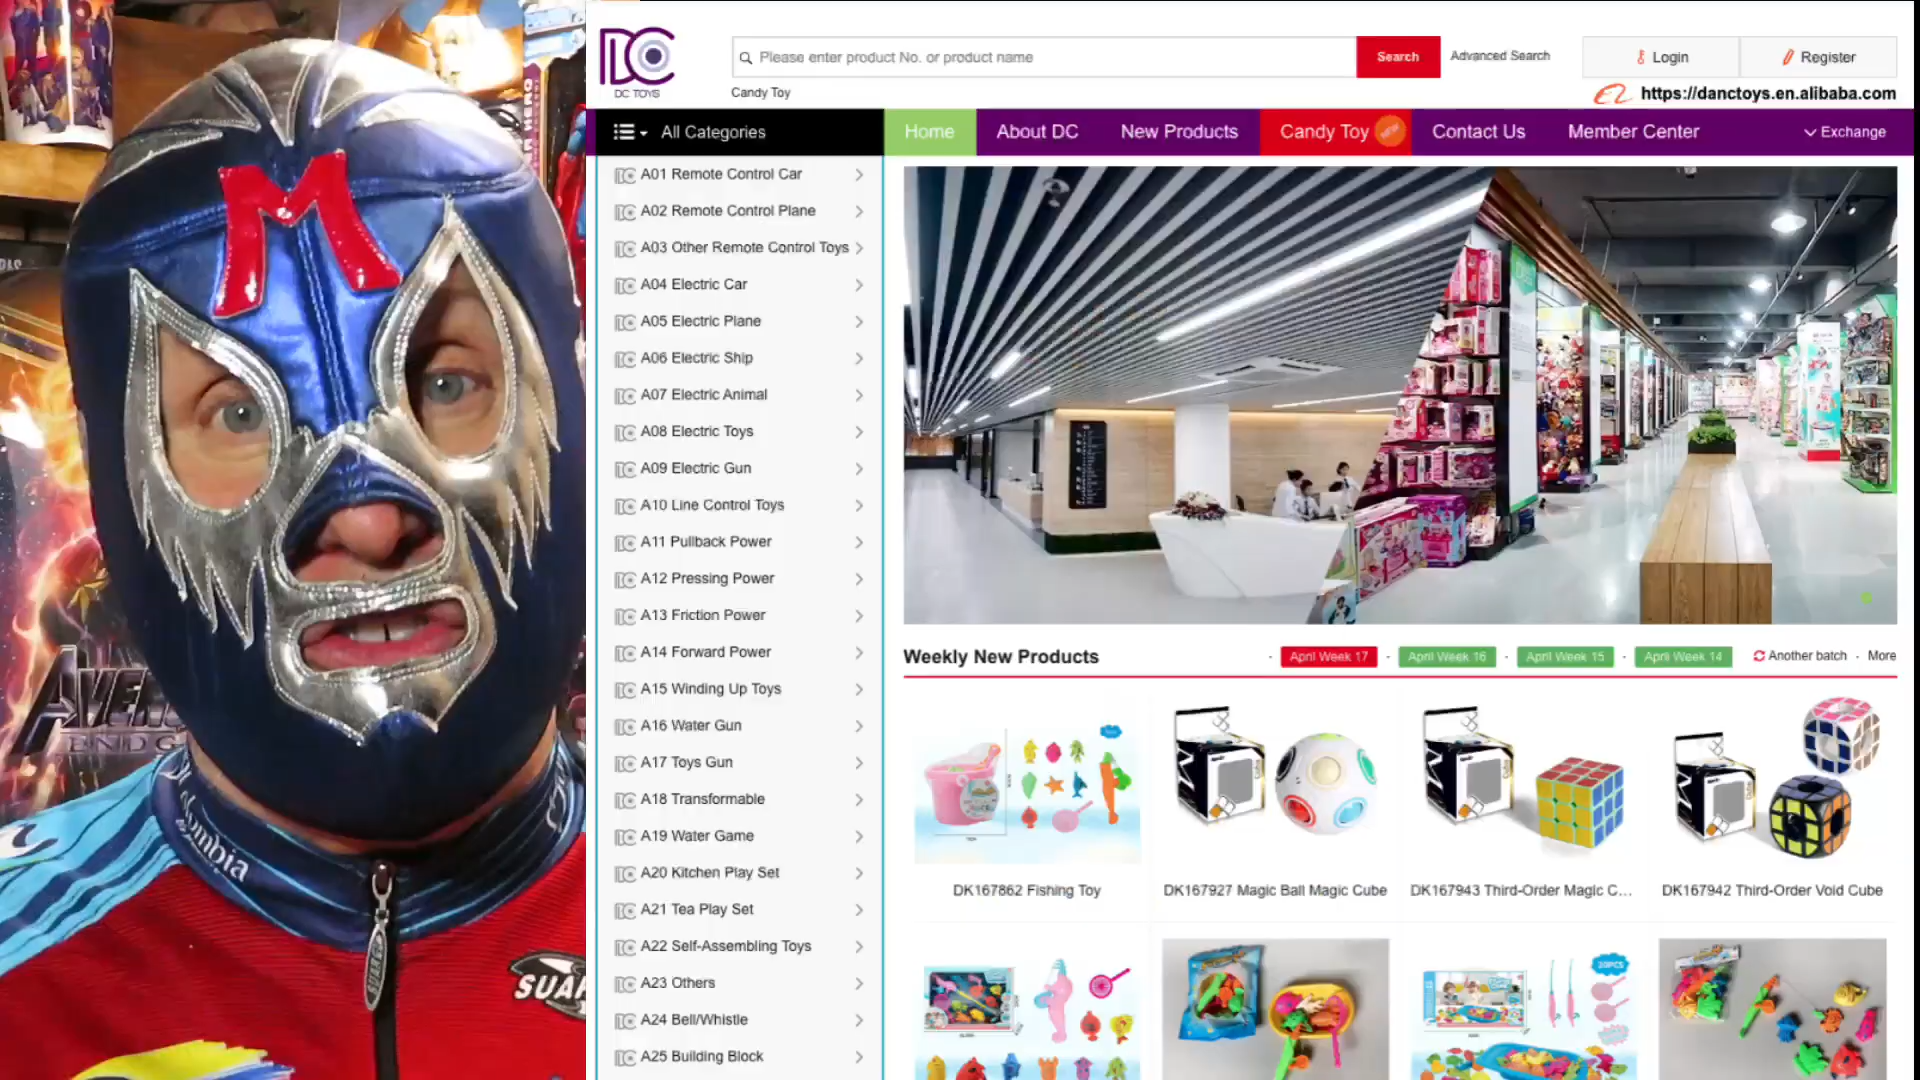 M
AVEN
END G
Colombia
SUAREZ
SUAR
DC TOYS
Please enter product No. or product name
Search
Advanced Search
Login
Register
Candy Toy
https://danctoys.en.alibaba.com
All Categories
Home
About DC
New Products
Candy Toy
NEW
Contact Us
Member Center
Exchange
A01 Remote Control Car
A02 Remote Control Plane
A03 Other Remote Control Toys
A04 Electric Car
A05 Electric Plane
A06 Electric Ship
A07 Electric Animal
A08 Electric Toys
A09 Electric Gun
A10 Line Control Toys
A11 Pullback Power
A12 Pressing Power
A13 Friction Power
A14 Forward Power
A15 Winding Up Toys
A16 Water Gun
A17 Toys Gun
A18 Transformable
A19 Water Game
A20 Kitchen Play Set
A21 Tea Play Set
A22 Self-Assembling Toys
A23 Others
A24 Bell/Whistle
A25 Building Block
Weekly New Products
- April Week 17 - April Week 16 - April Week 15 - April Week 14
Another batch - More
DK167862 Fishing Toy
DK167927 Magic Ball Magic Cube
DK167943 Third-Order Magic C...
DK167942 Third-Order Void Cube